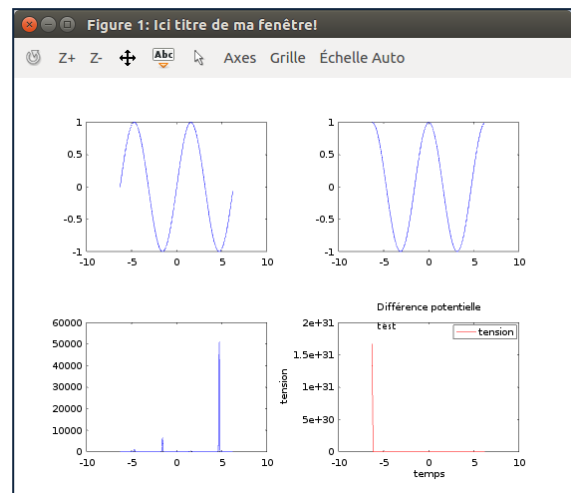 Figure 1: Ici titre de ma fenêtre!
Z+ Z- Abc Axes Grille Échelle Auto
1
0.5
0
-0.5
-1
-10 -5 0 5 10
1
0.5
0
-0.5
-1
-10 -5 0 5 10
60000
50000
40000
30000
20000
10000
0
-10 -5 0 5 10
Différence potentielle
test
tension
2e+31
1.5e+31
1e+31
5e+30
0
tension
-10 -5 0 5 10
temps